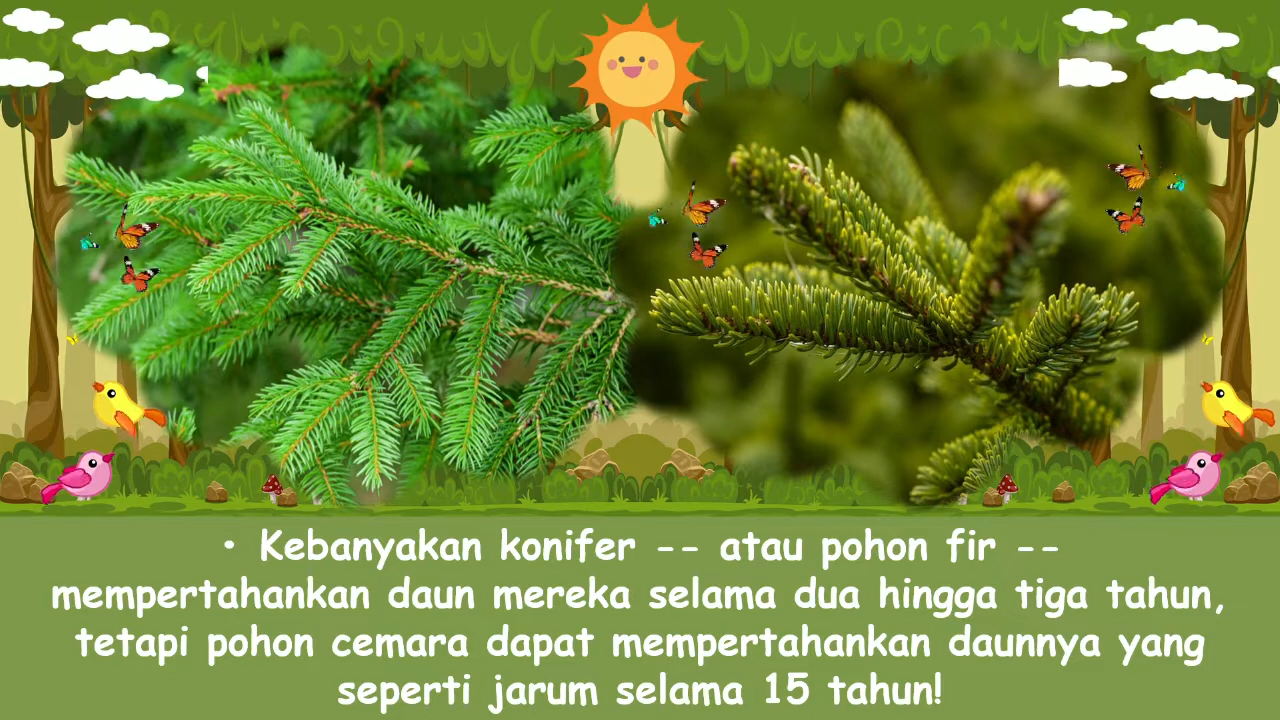 • Kebanyakan konifer -- atau pohon fir --
mempertahankan daun mereka selama dua hingga tiga tahun,
tetapi pohon cemara dapat mempertahankan daunnya yang
seperti jarum selama 15 tahun!